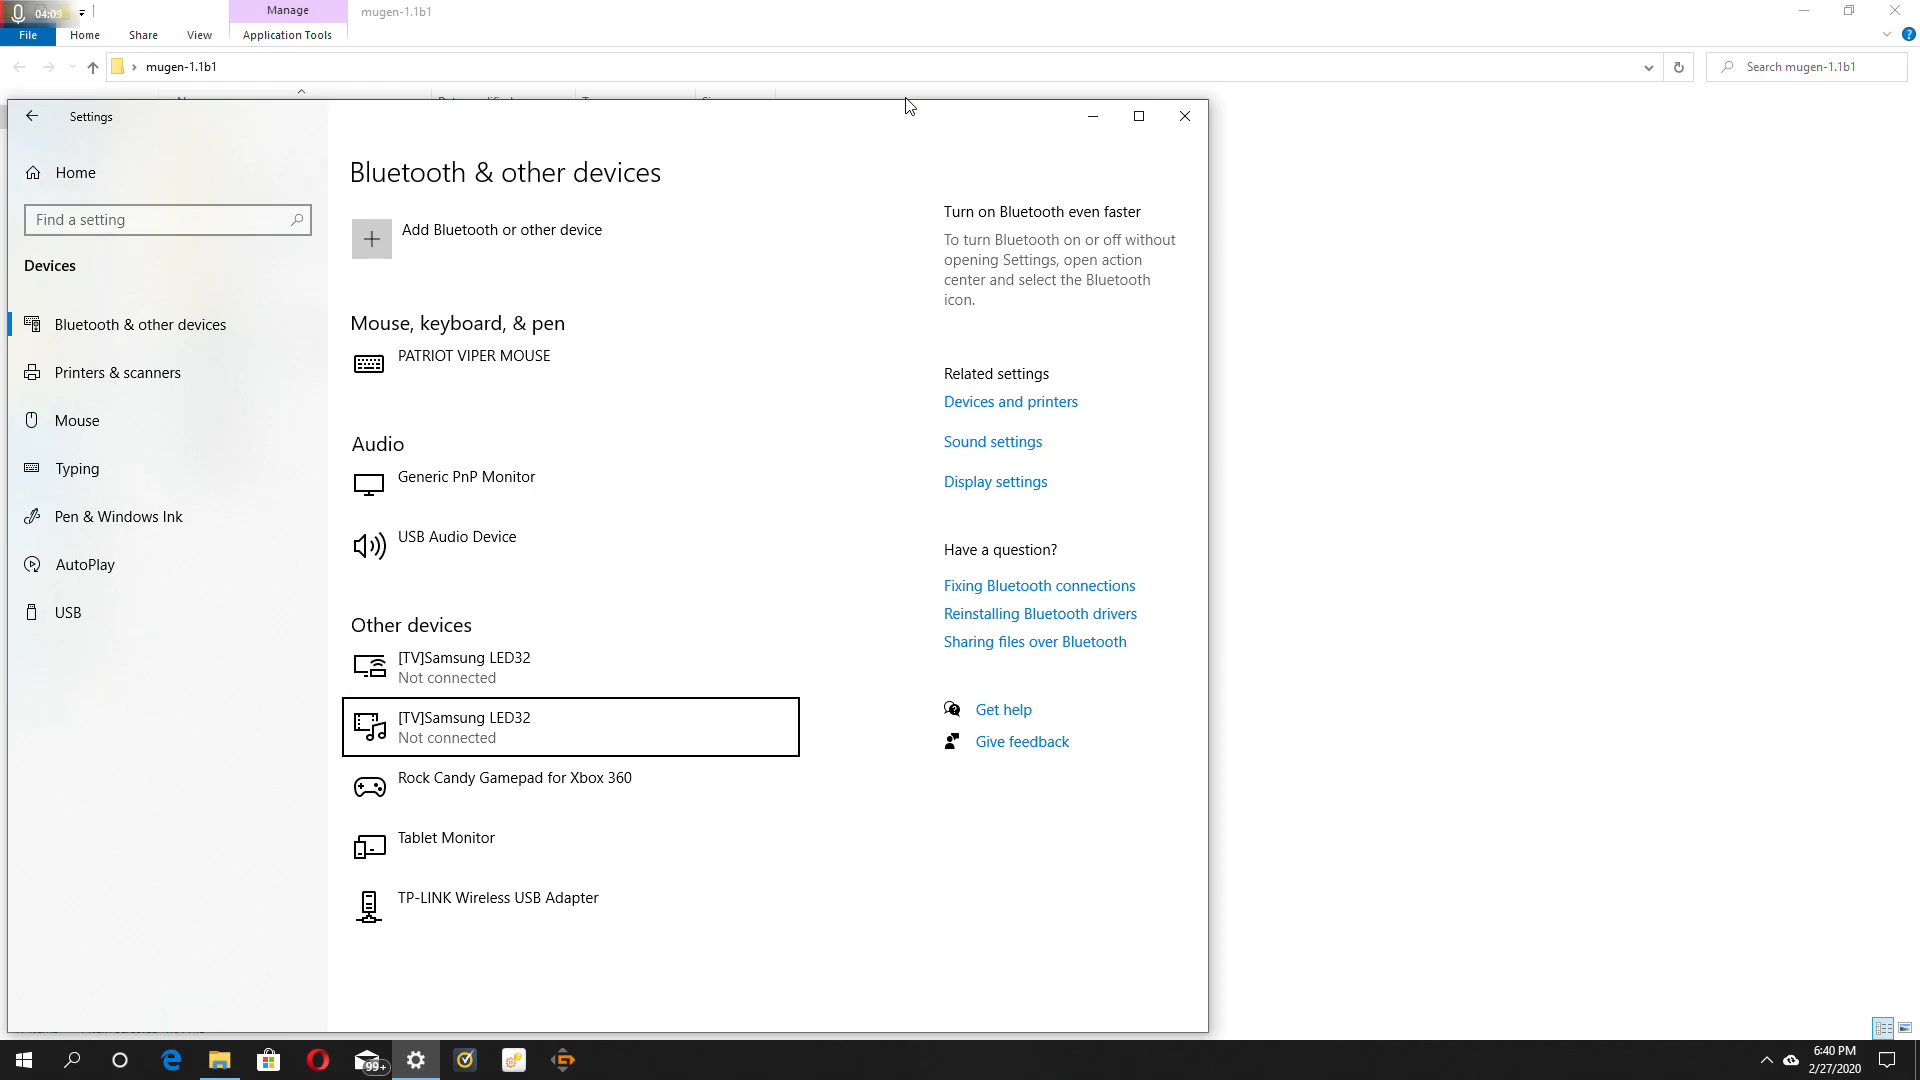 04:09
Manage
mugen-1.1b1
File
Home
Share
View
Application Tools
mugen-1.1b1
Search mugen-1.1b1
Settings
Home
Find a setting
Devices
Bluetooth & other devices
Printers & scanners
Mouse
Typing
Pen & Windows Ink
AutoPlay
USB
Bluetooth & other devices
Add Bluetooth or other device
Mouse, keyboard, & pen
PATRIOT VIPER MOUSE
Audio
Generic PnP Monitor
USB Audio Device
Other devices
[TV]Samsung LED32
Not connected
[TV]Samsung LED32
Not connected
Rock Candy Gamepad for Xbox 360
Tablet Monitor
TP-LINK Wireless USB Adapter
Turn on Bluetooth even faster
To turn Bluetooth on or off without
opening Settings, open action
center and select the Bluetooth
icon.
Related settings
Devices and printers
Sound settings
Display settings
Have a question?
Fixing Bluetooth connections
Reinstalling Bluetooth drivers
Sharing files over Bluetooth
Get help
Give feedback
99+
6:40 PM
2/27/2020